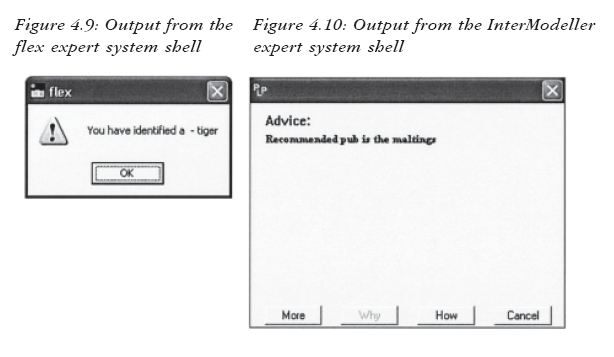 Figure 4.9: Output from the
flex expert system shell
Figure 4.10: Output from the InterModeller
expert system shell
flex
You have identified a - tiger
OK
Advice:
Recommended pub is the maltings
More
Why
How
Cancel